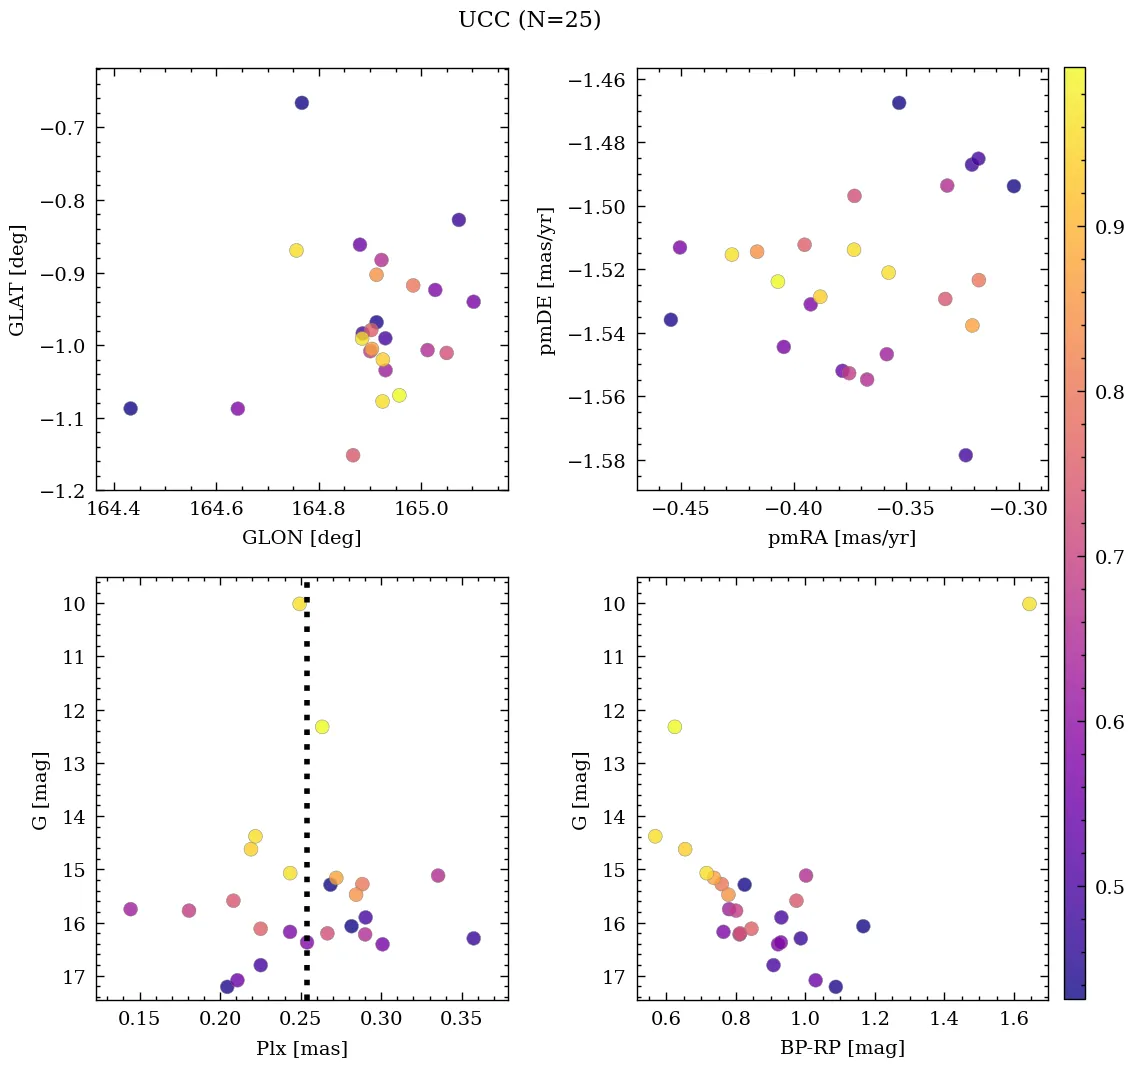 UCC (N=25)
−0.7
−0.8
−0.9
−1.0
−1.1
−1.2
GLAT [deg]
164.4 164.6 164.8 165.0
GLON [deg]
−1.46
−1.48
−1.50
−1.52
−1.54
−1.56
−1.58
pmDE [mas/yr]
−0.45 −0.40 −0.35 −0.30
pmRA [mas/yr]
10
11
12
13
14
15
16
17
G [mag]
0.15 0.20 0.25 0.30 0.35
Plx [mas]
10
11
12
13
14
15
16
17
G [mag]
0.6 0.8 1.0 1.2 1.4 1.6
BP-RP [mag]
0.9
0.8
0.7
0.6
0.5